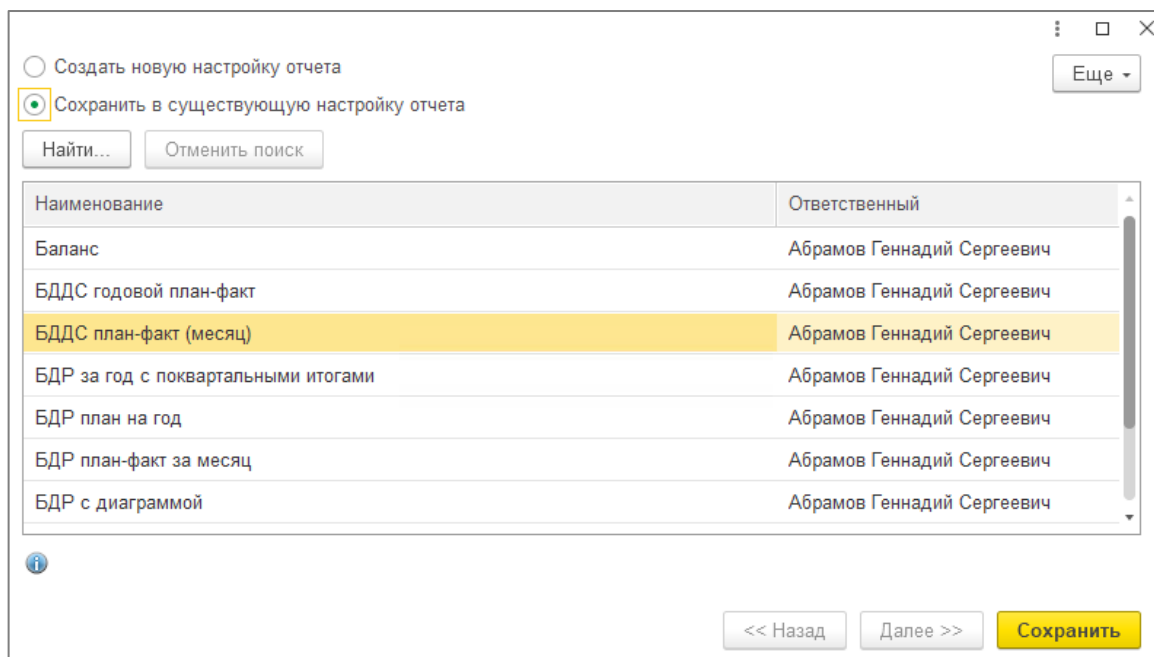 Создать новую настройку отчета
Еще
Сохранить в существующую настройку отчета
Найти...
Отменить поиск
Наименование Ответственный
Баланс Абрамов Геннадий Сергеевич
БДДС годовой план-факт Абрамов Геннадий Сергеевич
БДДС план-факт (месяц) Абрамов Геннадий Сергеевич
БДР за год с поквартальными итогами Абрамов Геннадий Сергеевич
БДР план на год Абрамов Геннадий Сергеевич
БДР план-факт за месяц Абрамов Геннадий Сергеевич
БДР с диаграммой Абрамов Геннадий Сергеевич
<< Назад Далее >> Сохранить